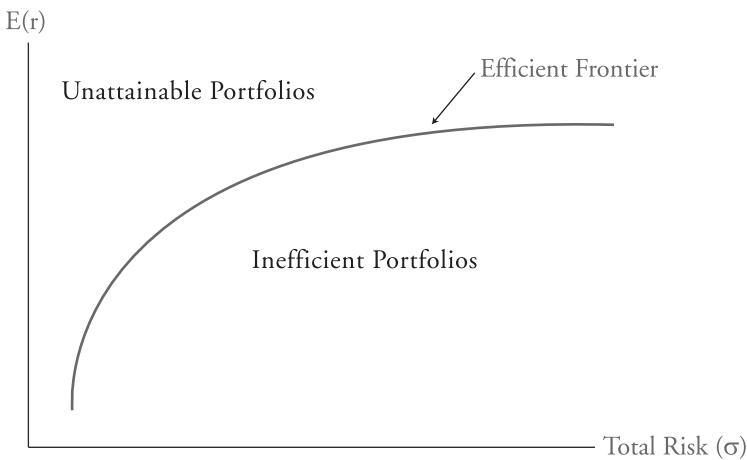 E(r)
Efficient Frontier
Unattainable Portfolios
Inefficient Portfolios
Total Risk (σ)